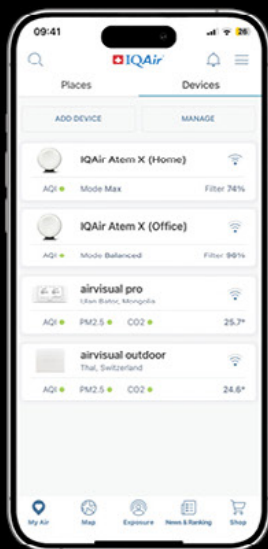 09:41
26
IQAir
Places Devices
ADD DEVICE MANAGE
IQAir Atem X (Home)
AQI Mode Max Filter 74%
IQAir Atem X (Office)
AQI Mode Balanced Filter 96%
airvisual pro
Ulan Bator, Mongolia
AQI PM2.5 CO2 25.7°
airvisual outdoor
Thal, Switzerland
AQI PM2.5 CO2 24.6°
My Air Map Exposure News & Ranking Shop